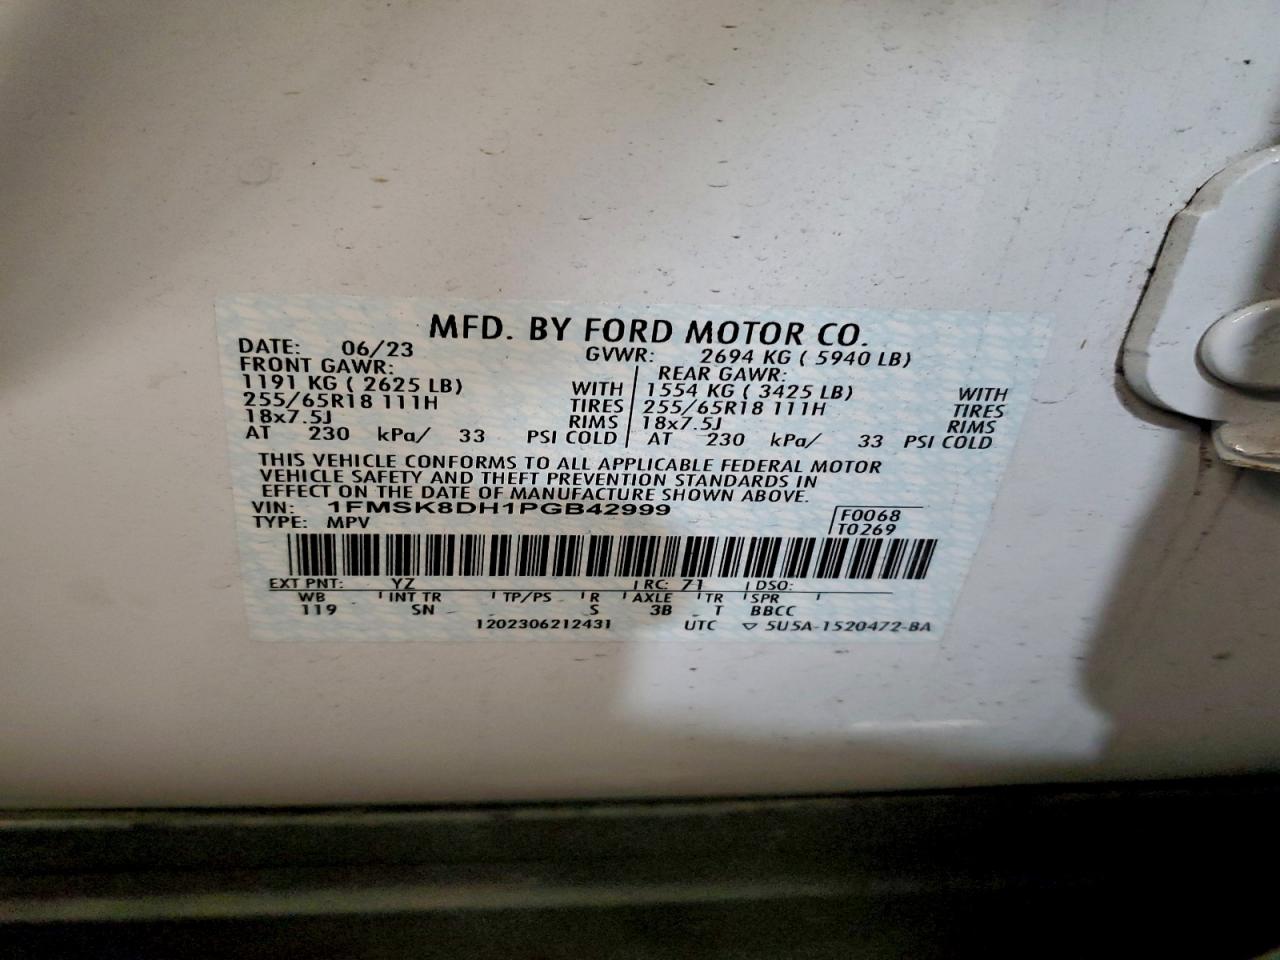 MFD. BY FORD MOTOR CO.
DATE: 06/23 GVWR: 2694 KG ( 5940 LB)
FRONT GAWR: REAR GAWR:
1191 KG ( 2625 LB) WITH 1554 KG ( 3425 LB) WITH
255/65R18 111H TIRES 255/65R18 111H TIRES
18x7.5J RIMS 18x7.5J RIMS
AT 230 kPa/ 33 PSI COLD AT 230 kPa/ 33 PSI COLD
THIS VEHICLE CONFORMS TO ALL APPLICABLE FEDERAL MOTOR
VEHICLE SAFETY AND THEFT PREVENTION STANDARDS IN
EFFECT ON THE DATE OF MANUFACTURE SHOWN ABOVE.
VIN: 1FMSK8DH1PGB42999 F0068
TYPE: MPV T0269
EXT PNT: YZ RC: 71 DSO:
WB INT TR TP/PS R AXLE TR SPR
119 SN S 3B T BBCC
1202306212431 UTC ▽ 5U5A-1520472-BA